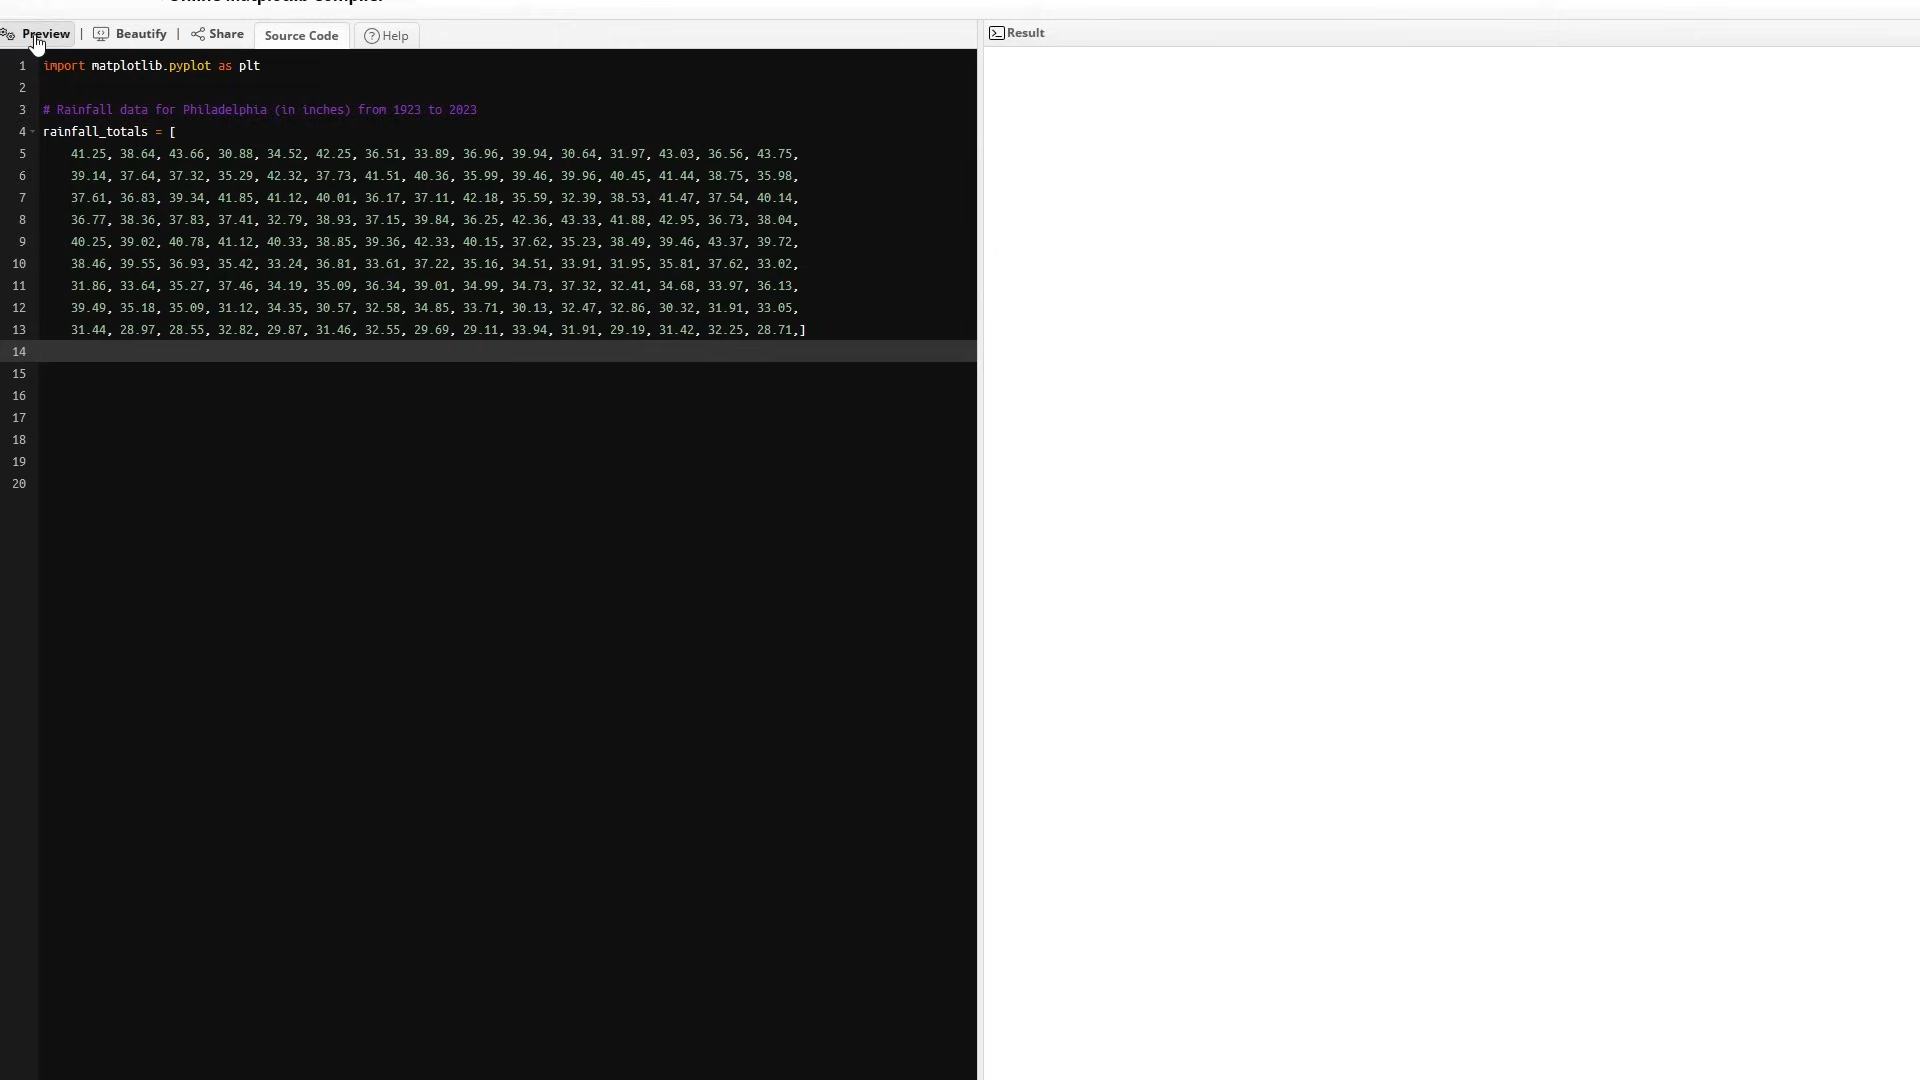 Online Matplotlib Compiler
Preview | Beautify | Share Source Code Help
Result
1 import matplotlib.pyplot as plt
2
3 # Rainfall data for Philadelphia (in inches) from 1923 to 2023
4 rainfall_totals = [
5 41.25, 38.64, 43.66, 30.88, 34.52, 42.25, 36.51, 33.89, 36.96, 39.94, 30.64, 31.97, 43.03, 36.56, 43.75,
6 39.14, 37.64, 37.32, 35.29, 42.32, 37.73, 41.51, 40.36, 35.99, 39.46, 39.96, 40.45, 41.44, 38.75, 35.98,
7 37.61, 36.83, 39.34, 41.85, 41.12, 40.01, 36.17, 37.11, 42.18, 35.59, 32.39, 38.53, 41.47, 37.54, 40.14,
8 36.77, 38.36, 37.83, 37.41, 32.79, 38.93, 37.15, 39.84, 36.25, 42.36, 43.33, 41.88, 42.95, 36.73, 38.04,
9 40.25, 39.02, 40.78, 41.12, 40.33, 38.85, 39.36, 42.33, 40.15, 37.62, 35.23, 38.49, 39.46, 43.37, 39.72,
10 38.46, 39.55, 36.93, 35.42, 33.24, 36.81, 33.61, 37.22, 35.16, 34.51, 33.91, 31.95, 35.81, 37.62, 33.02,
11 31.86, 33.64, 35.27, 37.46, 34.19, 35.09, 36.34, 39.01, 34.99, 34.73, 37.32, 32.41, 34.68, 33.97, 36.13,
12 39.49, 35.18, 35.09, 31.12, 34.35, 30.57, 32.58, 34.85, 33.71, 30.13, 32.47, 32.86, 30.32, 31.91, 33.05,
13 31.44, 28.97, 28.55, 32.82, 29.87, 31.46, 32.55, 29.69, 29.11, 33.94, 31.91, 29.19, 31.42, 32.25, 28.71,]
14
15
16
17
18
19
20